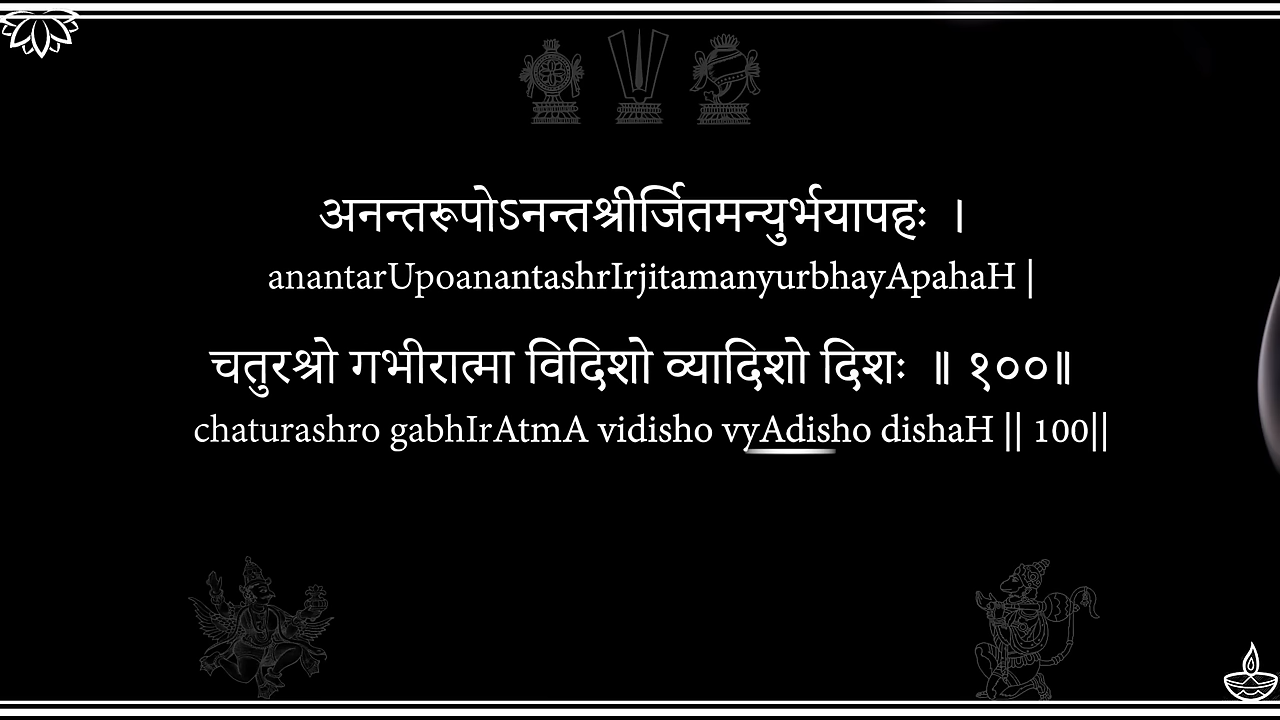 अनन्तरूपोऽनन्तश्रीर्जितमन्युर्भयापहः ।
anantarUpoanantashrIrjitamanyurbhayApahaH |
चतुरश्रो गभीरात्मा विदिशो व्यादिशो दिशः ॥ १००॥
chaturashro gabhIrAtmA vidisho vyAdisho dishaH || 100||